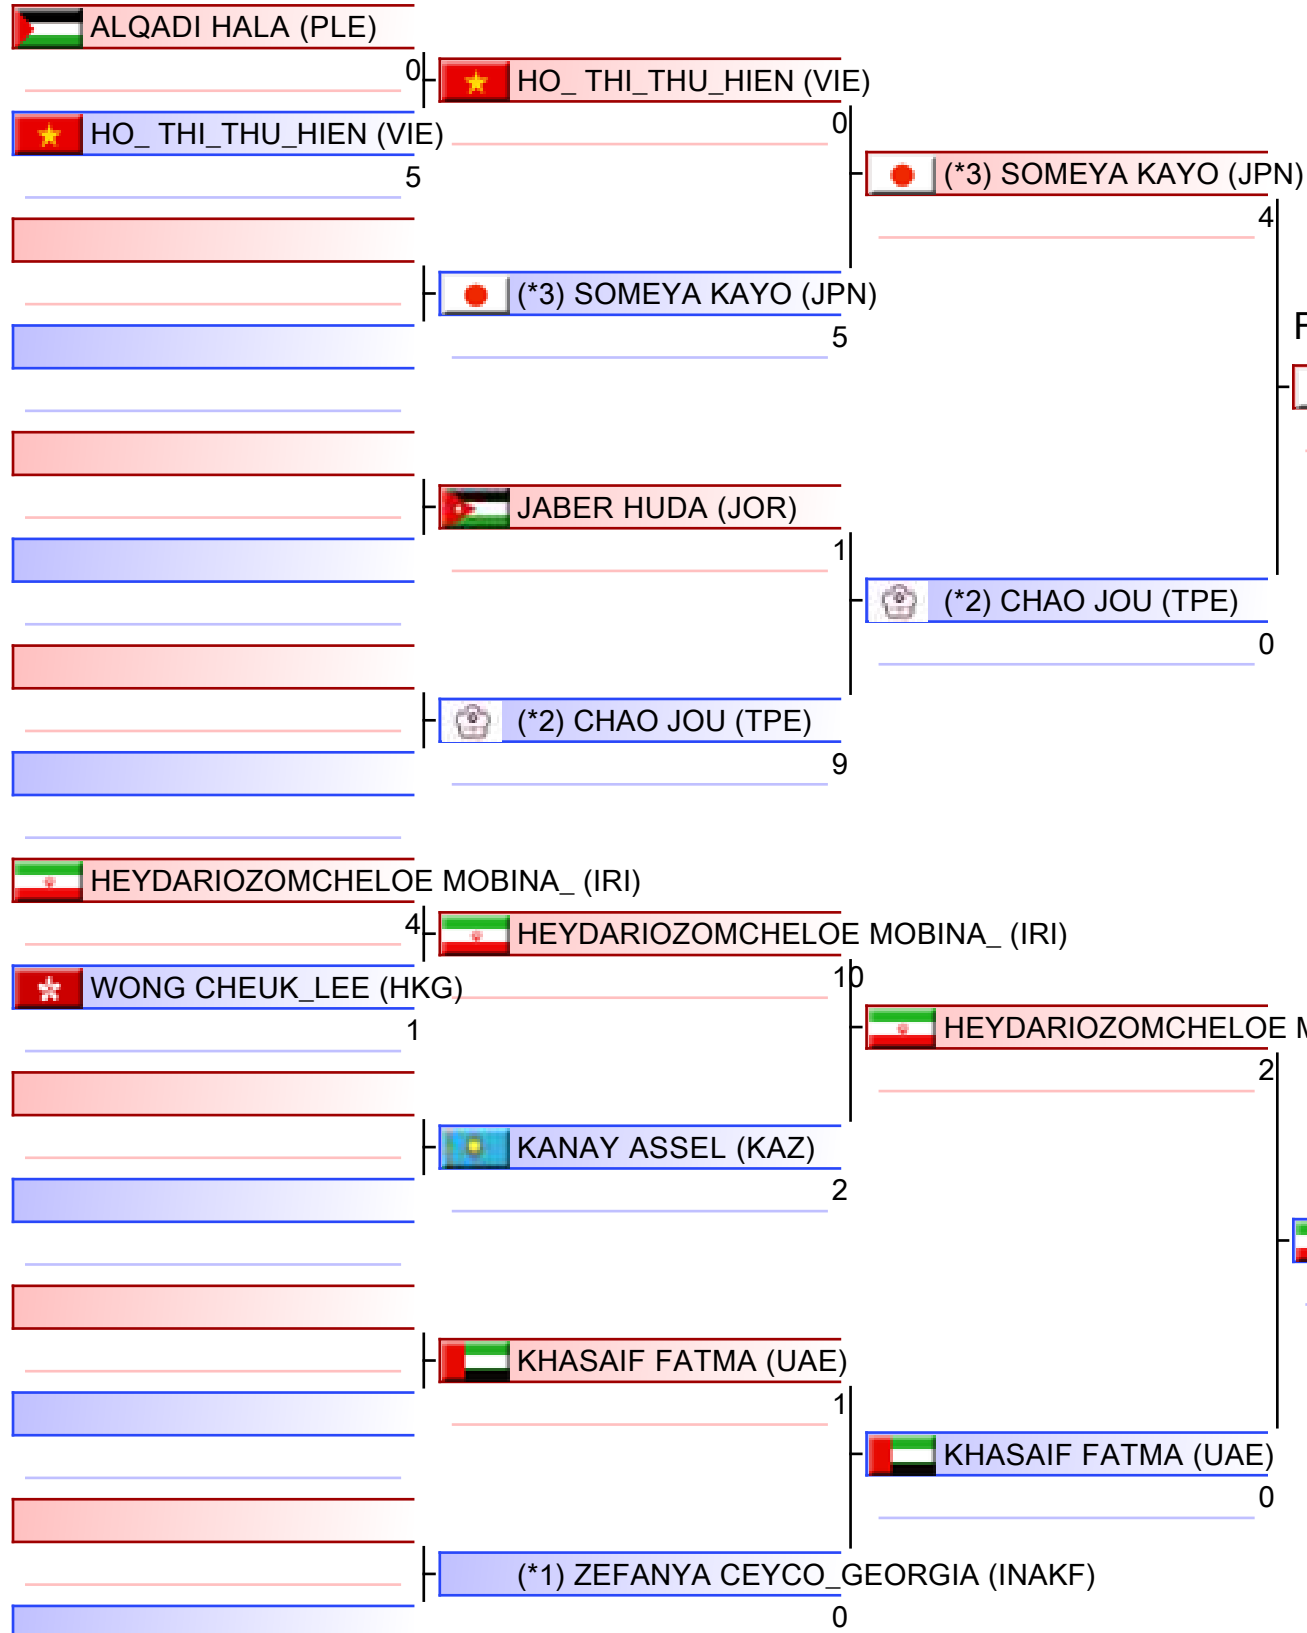 ALQADI HALA (PLE)
0
HO_ THI_THU_HIEN (VIE)
HO_ THI_THU_HIEN (VIE)
0
5
(*3) SOMEYA KAYO (JPN)
4
(*3) SOMEYA KAYO (JPN)
5
JABER HUDA (JOR)
1
(*2) CHAO JOU (TPE)
0
(*2) CHAO JOU (TPE)
9
HEYDARIOZOMCHELOE MOBINA_ (IRI)
4
HEYDARIOZOMCHELOE MOBINA_ (IRI)
10
WONG CHEUK_LEE (HKG)
1
HEYDARIOZOMCHELOE
2
KANAY ASSEL (KAZ)
2
KHASAIF FATMA (UAE)
1
KHASAIF FATMA (UAE)
0
(*1) ZEFANYA CEYCO_GEORGIA (INAKF)
0